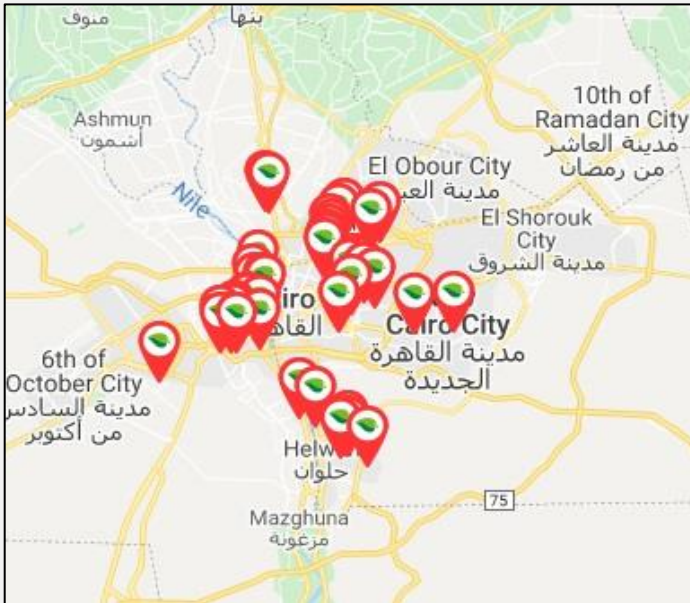 منوف
بنها
Ashmun
أشمون
Nile
10th of
Ramadan City
مدينة العاشر
من رمضان
El Obour City
مدينة
El Shorouk
City
مدينة الشروق
Cairo City
مدينة القاهرة
الجديدة
6th of
October City
مدينة السادس
من أكتوبر
حلوان
75
Mazghuna
مزغونة